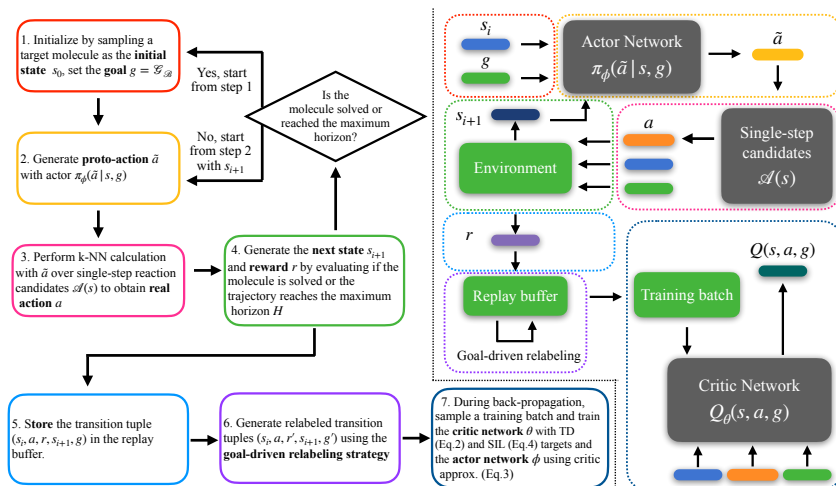 1. Initialize by sampling a
target molecule as the initial
state s₀, set the goal g = 𝒢_ℬ
Yes, start
from step 1
Is the
molecule solved or
reached the maximum
horizon?
No, start
from step 2
with sᵢ₊₁
2. Generate proto-action ã
with actor π_ϕ(ã | s, g)
3. Perform k-NN calculation
with ã over single-step reaction
candidates 𝒜(s) to obtain real
action a
4. Generate the next state sᵢ₊₁
and reward r by evaluating if the
molecule is solved or the
trajectory reaches the maximum
horizon H
5. Store the transition tuple
(sᵢ, a, r, sᵢ₊₁, g) in the replay
buffer.
6. Generate relabeled transition
tuples (sᵢ, a, r′, sᵢ₊₁, g′) using the
goal-driven relabeling strategy
7. During back-propagation,
sample a training batch and train
the critic network θ with TD
(Eq.2) and SIL (Eq.4) targets and
the actor network ϕ using critic
approx. (Eq.3)
sᵢ
g
Actor Network
π_ϕ(ã | s, g)
ã
sᵢ₊₁
Environment
a
Single-step
candidates
𝒜(s)
r
Replay buffer
Goal-driven relabeling
Training batch
Q(s, a, g)
Critic Network
Q_θ(s, a, g)